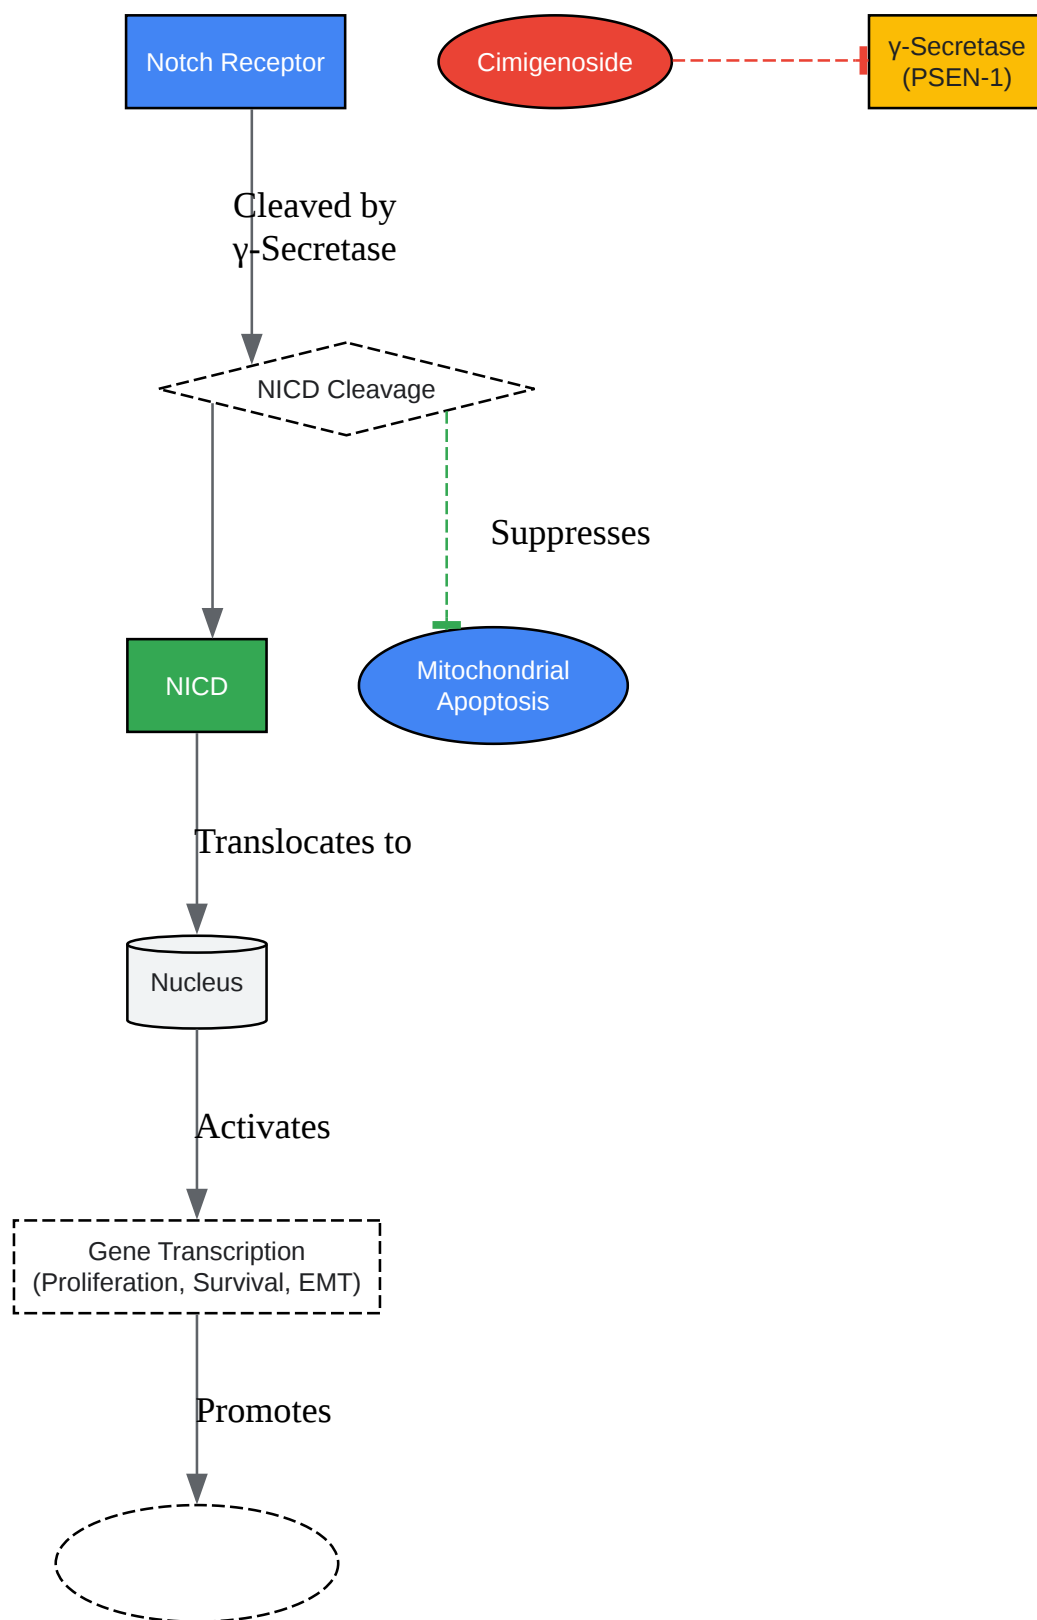 Notch Receptor
Cimigenoside
γ-Secretase
(PSEN-1)
Cleaved by
γ-Secretase
NICD Cleavage
Suppresses
NICD
Mitochondrial
Apoptosis
Translocates to
Nucleus
Activates
Gene Transcription
(Proliferation, Survival, EMT)
Promotes